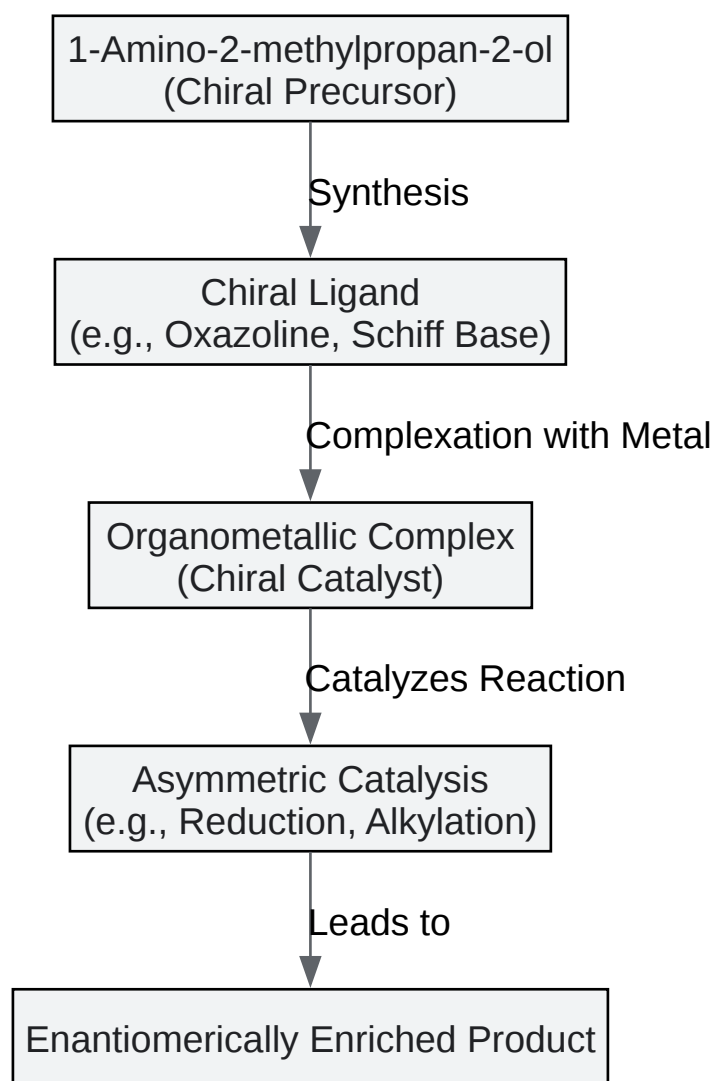 1-Amino-2-methylpropan-2-ol
(Chiral Precursor)
Synthesis
Chiral Ligand
(e.g., Oxazoline, Schiff Base)
Complexation with Metal
Organometallic Complex
(Chiral Catalyst)
Catalyzes Reaction
Asymmetric Catalysis
(e.g., Reduction, Alkylation)
Leads to
Enantiomerically Enriched Product